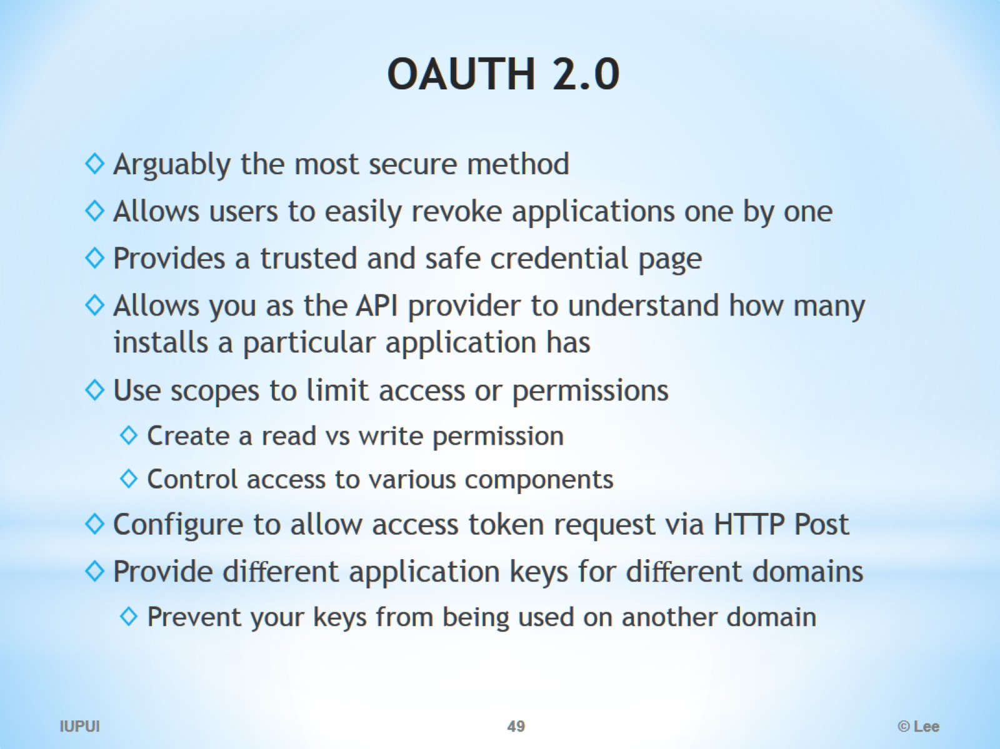 OAUTH 2.0
Arguably the most secure method
Allows users to easily revoke applications one by one
Provides a trusted and safe credential page
Allows you as the API provider to understand how many
installs a particular application has
Use scopes to limit access or permissions
Create a read vs write permission
Control access to various components
Configure to allow access token request via HTTP Post
Provide different application keys for different domains
Prevent your keys from being used on another domain
IUPUI
49
© Lee